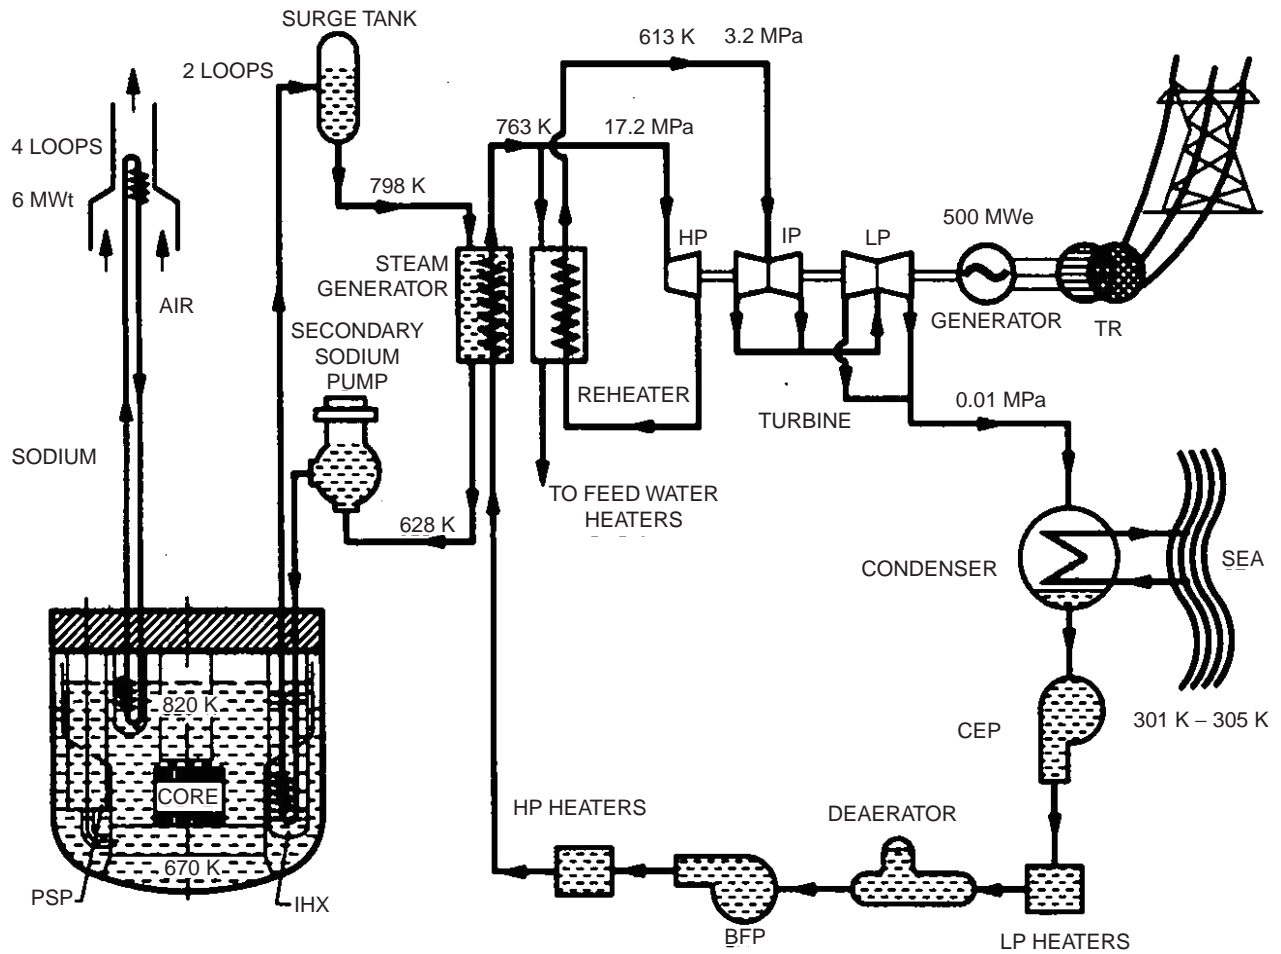 SURGE TANK
613 K 3.2 MPa
2 LOOPS
763 K 17.2 MPa
4 LOOPS
798 K
6 MWt
500 MWe
HP
IP
LP
STEAM
GENERATOR
AIR
GENERATOR
TR
SECONDARY
SODIUM
PUMP
REHEATER
TURBINE
0.01 MPa
SODIUM
TO FEED WATER
HEATERS
628 K
CONDENSER
SEA
820 K
301 K – 305 K
CEP
CORE
HP HEATERS
DEAERATOR
670 K
PSP
IHX
BFP
LP HEATERS